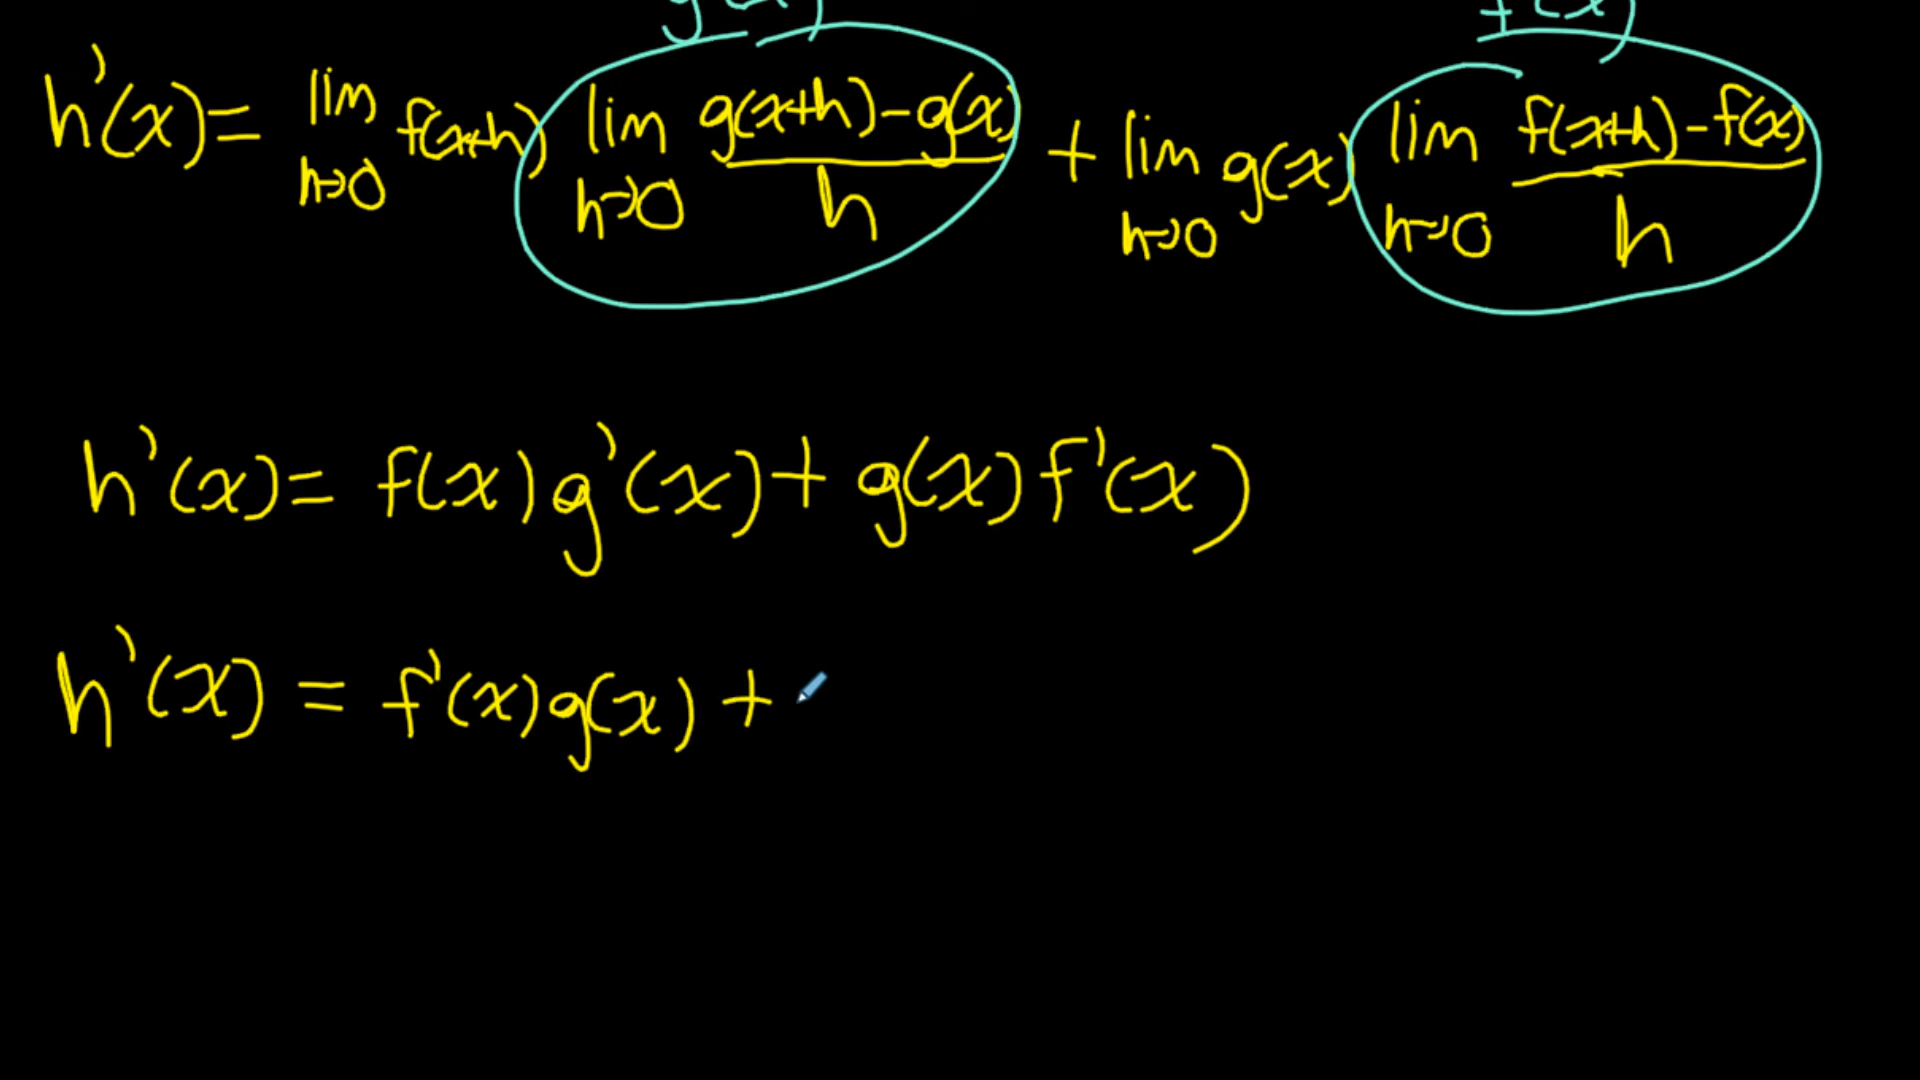 g'(x) f'(x)
h'(x) = lim h→0 f(x+h) lim h→0 g(x+h) - g(x) / h + lim h→0 g(x) lim h→0 f(x+h) - f(x) / h
h'(x) = f(x) g'(x) + g(x) f'(x)
h'(x) = f'(x) g(x) +